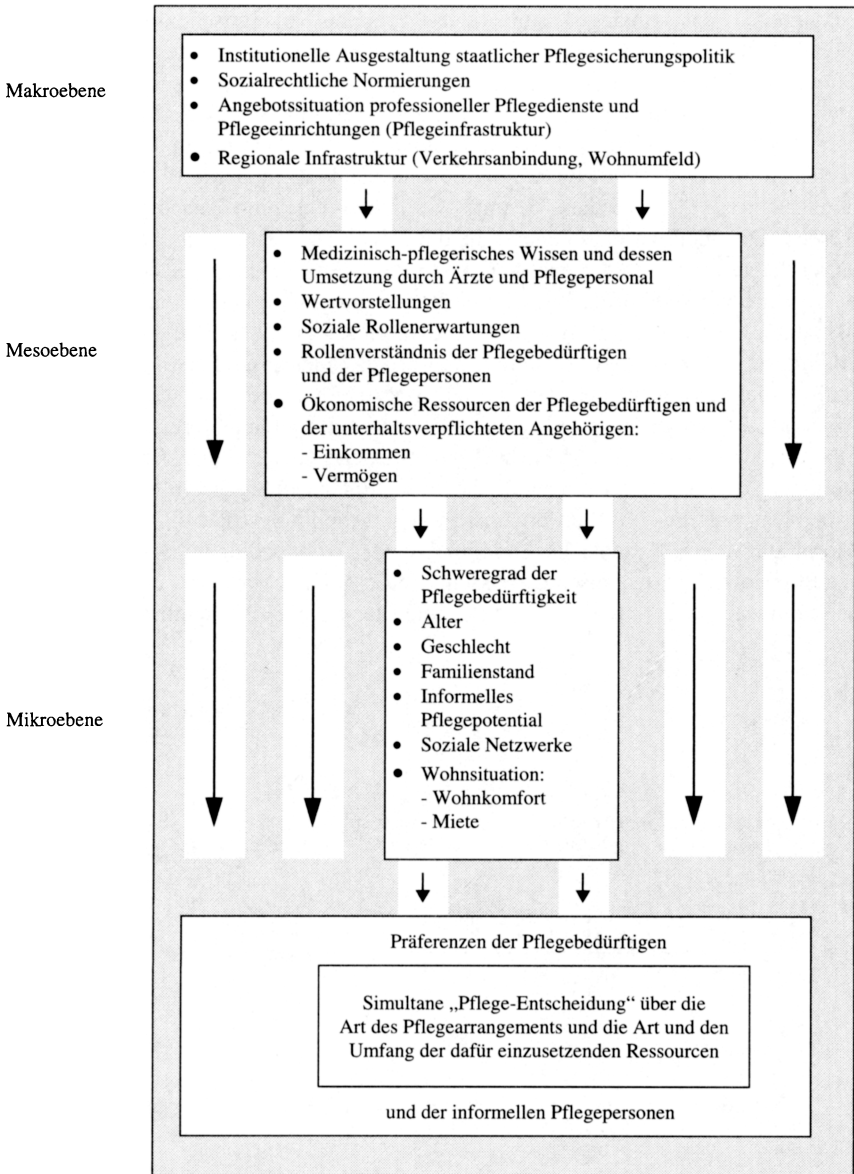 Makroebene
• Institutionelle Ausgestaltung staatlicher Pflegesicherungspolitik
• Sozialrechtliche Normierungen
• Angebotssituation professioneller Pflegedienste und
Pflegeeinrichtungen (Pflegeinfrastruktur)
• Regionale Infrastruktur (Verkehrsanbindung, Wohnumfeld)
Mesoebene
• Medizinisch-pflegerisches Wissen und dessen
Umsetzung durch Ärzte und Pflegepersonal
• Wertvorstellungen
• Soziale Rollenerwartungen
• Rollenverständnis der Pflegebedürftigen
und der Pflegepersonen
• Ökonomische Ressourcen der Pflegebedürftigen und
der unterhaltsverpflichteten Angehörigen:
- Einkommen
- Vermögen
Mikroebene
• Schweregrad der
Pflegebedürftigkeit
• Alter
• Geschlecht
• Familienstand
• Informelles
Pflegepotential
• Soziale Netzwerke
• Wohnsituation:
- Wohnkomfort
- Miete
Präferenzen der Pflegebedürftigen
Simultane „Pflege-Entscheidung“ über die
Art des Pflegearrangements und die Art und den
Umfang der dafür einzusetzenden Ressourcen
und der informellen Pflegepersonen